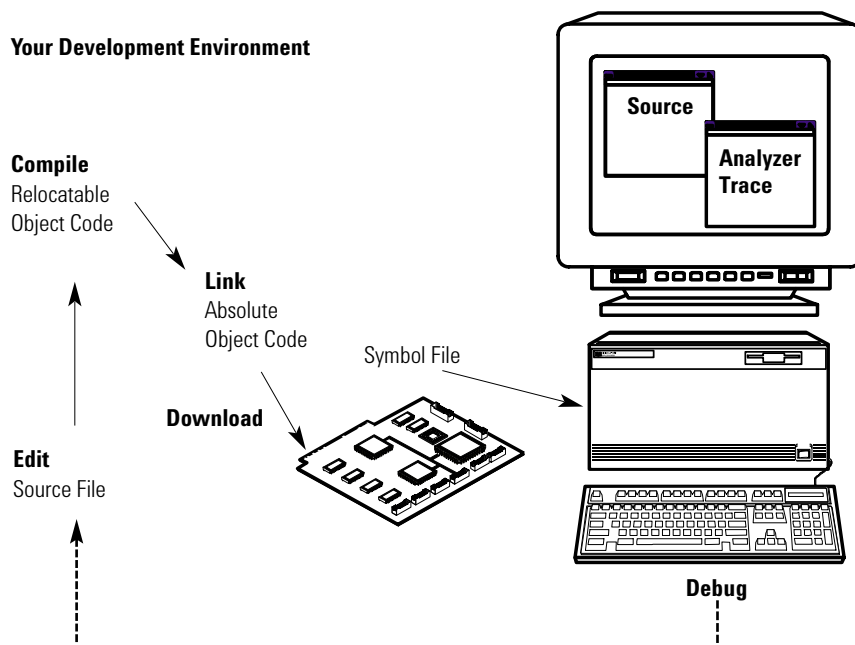 Your Development Environment
Source
Analyzer
Trace
Compile
Relocatable
Object Code
Link
Absolute
Object Code
Symbol File
Download
Edit
Source File
Debug